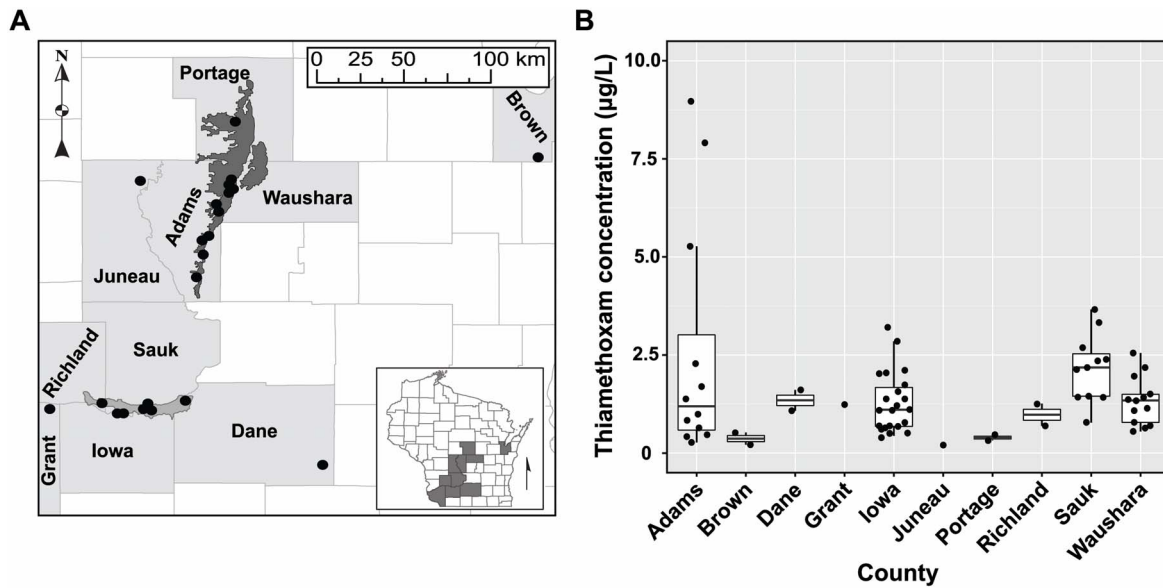 A
N
0 25 50 100 km
Portage
Brown
Waushara
Adams
Juneau
Sauk
Richland
Grant
Iowa
Dane
B
Thiamethoxam concentration (µg/L)
10.0
7.5
5.0
2.5
0
Adams
Brown
Dane
Grant
Iowa
Juneau
Portage
Richland
Sauk
Waushara
County